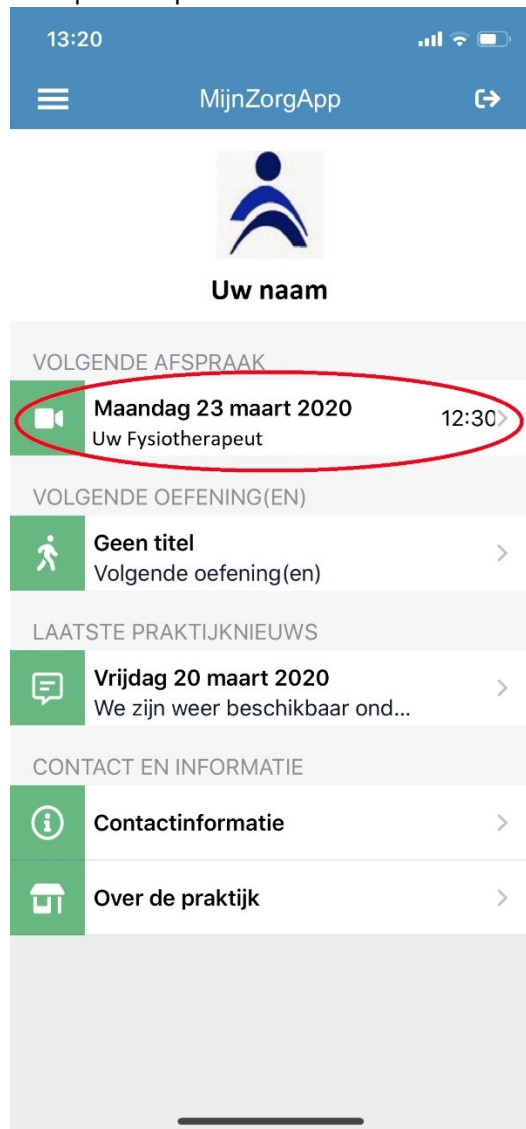 13:20
MijnZorgApp
Uw naam
VOLGENDE AFSPRAAK
Maandag 23 maart 2020 12:30
Uw Fysiotherapeut
VOLGENDE OEFENING(EN)
Geen titel
Volgende oefening(en)
LAATSTE PRAKTIJKNIEUWS
Vrijdag 20 maart 2020
We zijn weer beschikbaar ond...
CONTACT EN INFORMATIE
Contactinformatie
Over de praktijk